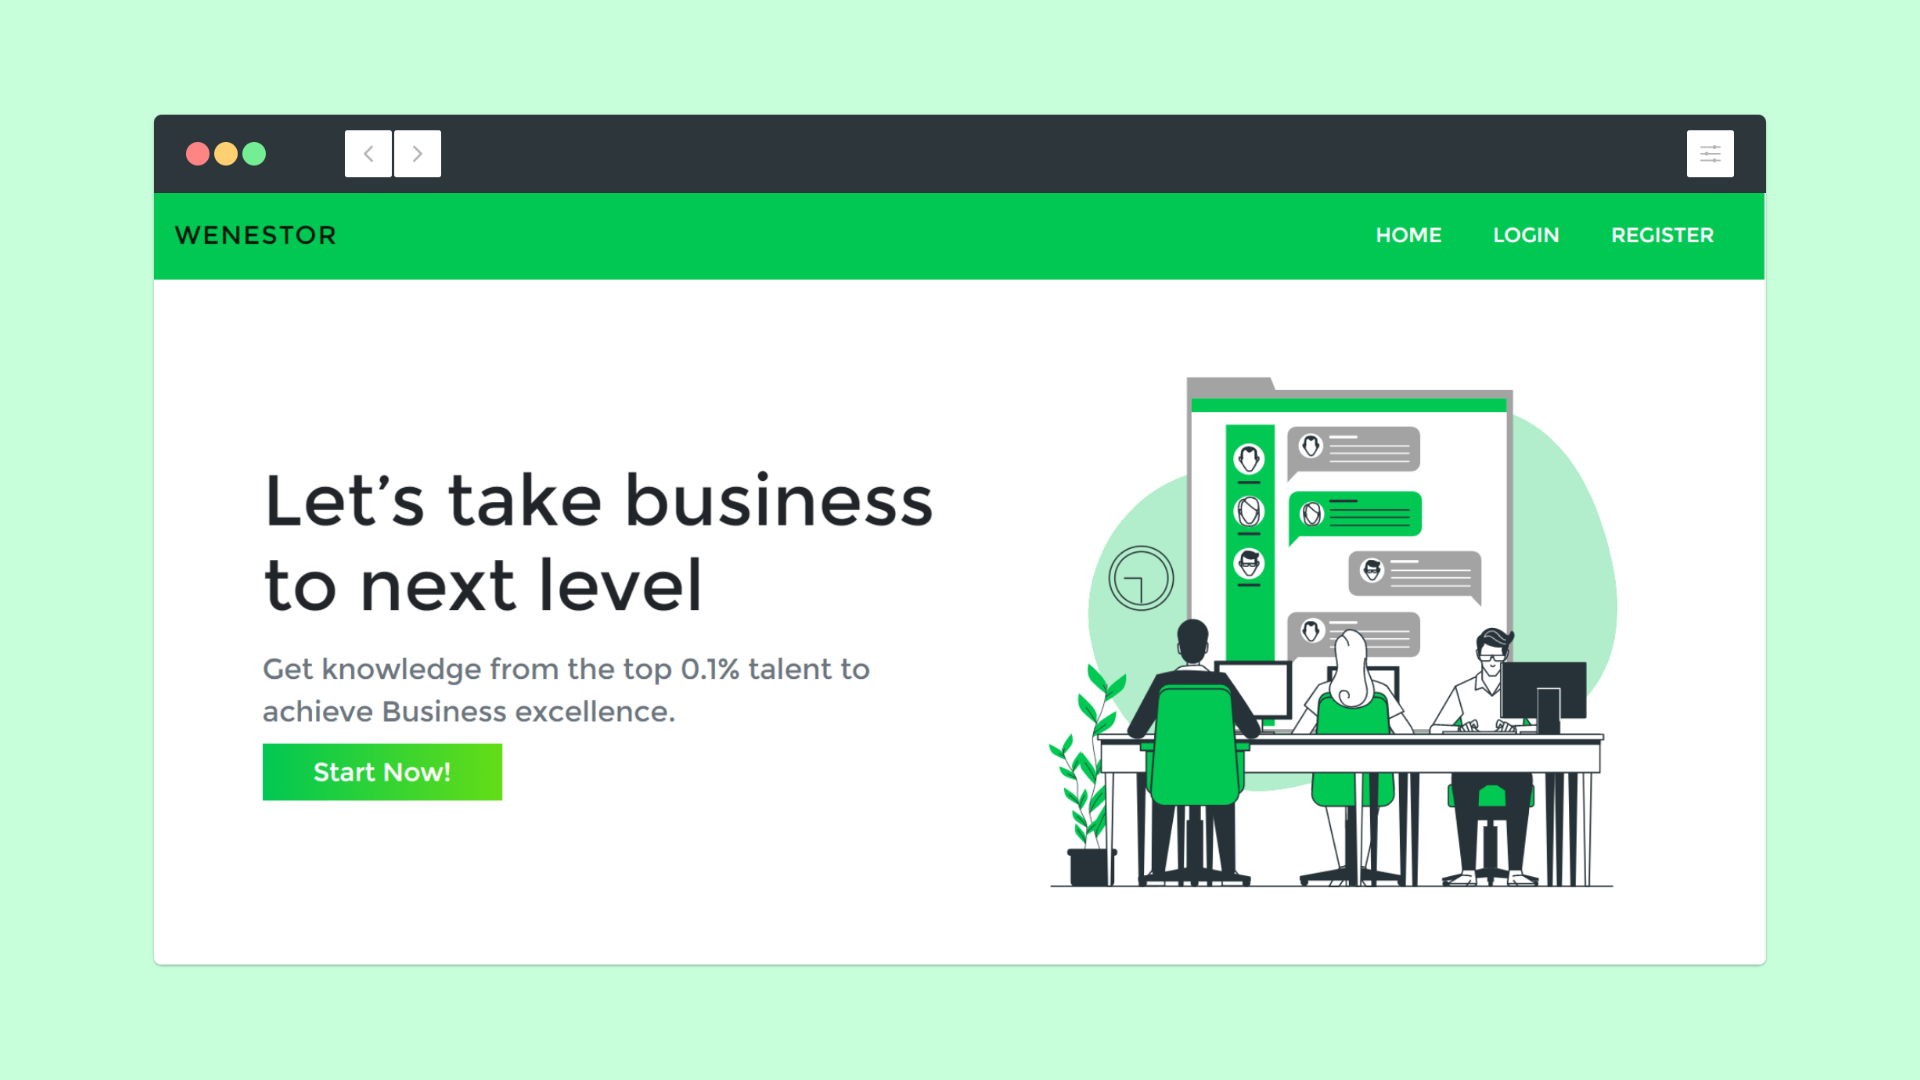 WENESTOR
HOME LOGIN REGISTER
Let’s take business
to next level
Get knowledge from the top 0.1% talent to
achieve Business excellence.
Start Now!